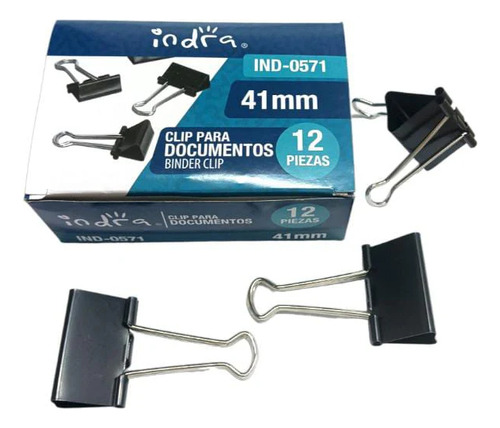 indra®
IND-0571
41mm
CLIP PARA
DOCUMENTOS
BINDER CLIP
12
PIEZAS
indra®
CLIP PARA
DOCUMENTOS
12
PIEZAS
IND-0571
41mm